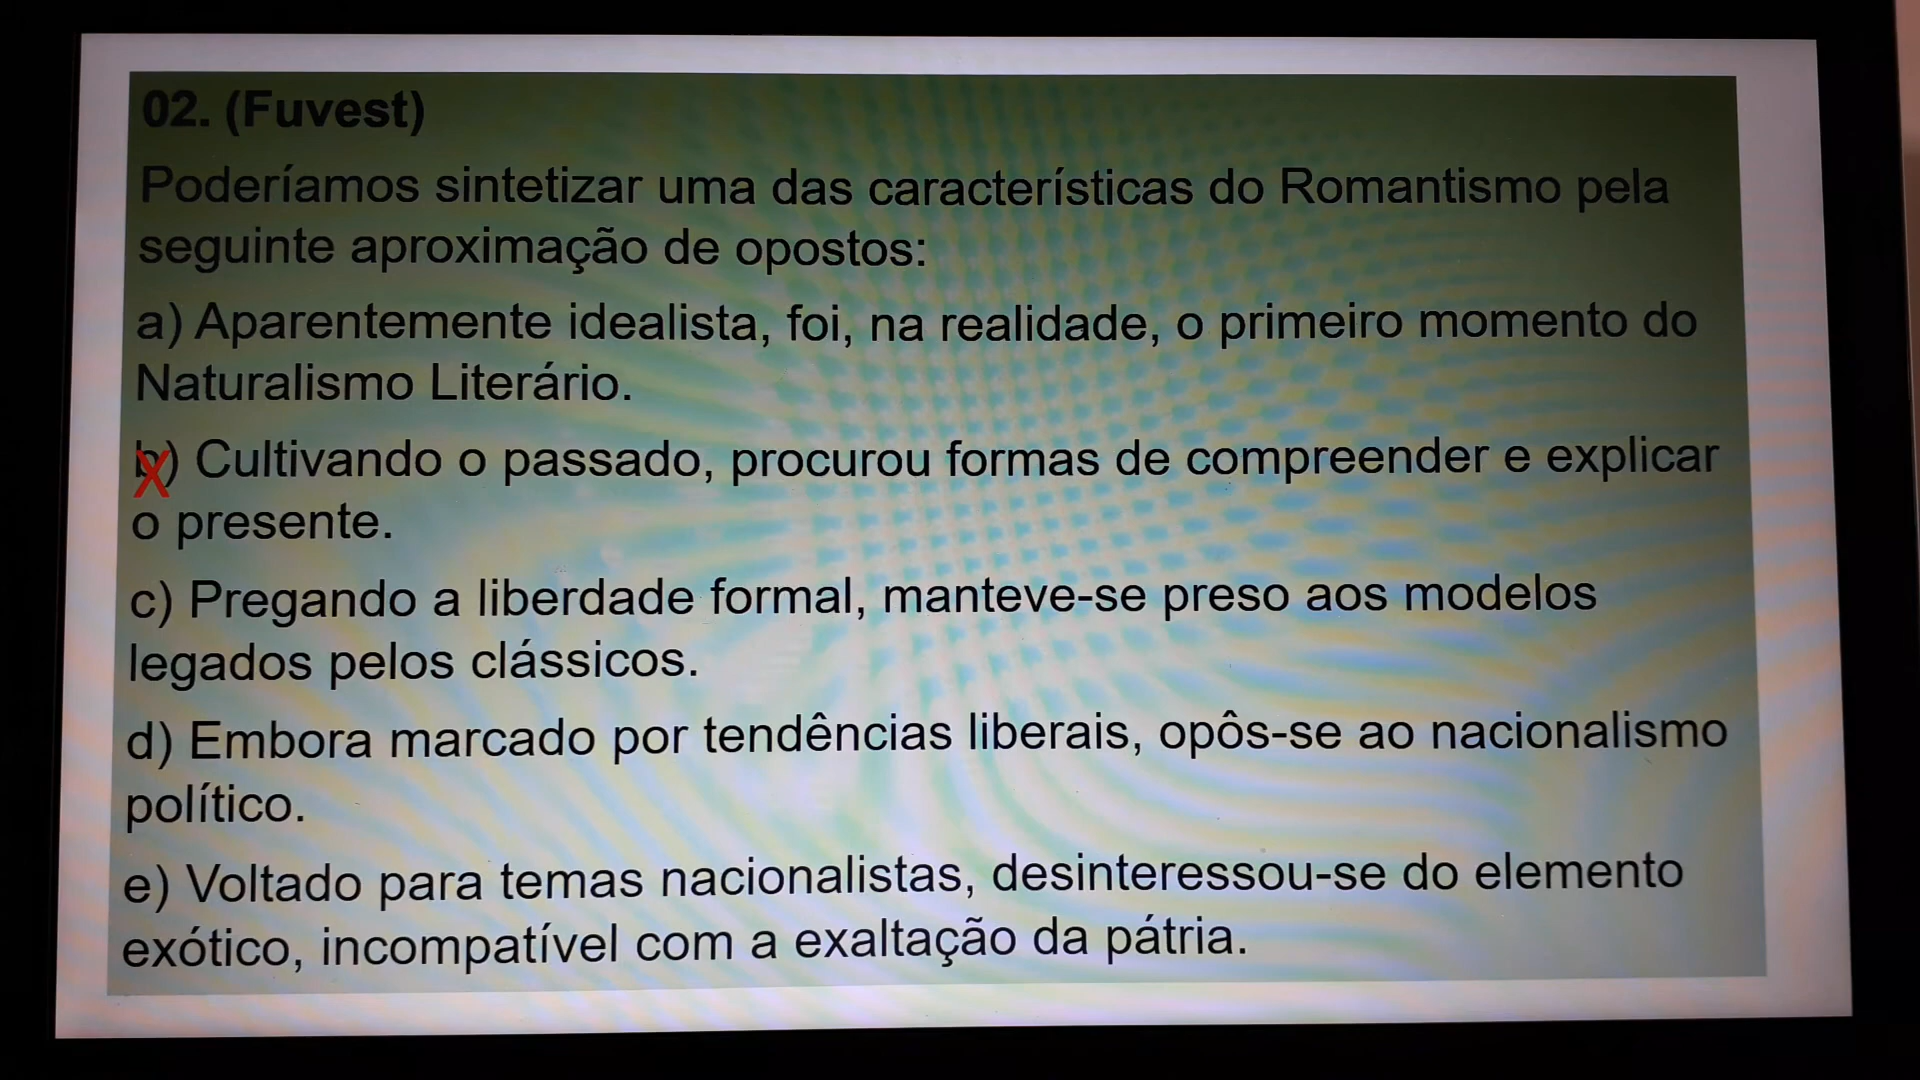 02. (Fuvest)
Poderíamos sintetizar uma das características do Romantismo pela
seguinte aproximação de opostos:
a) Aparentemente idealista, foi, na realidade, o primeiro momento do
Naturalismo Literário.
b) Cultivando o passado, procurou formas de compreender e explicar
o presente.
c) Pregando a liberdade formal, manteve-se preso aos modelos
legados pelos clássicos.
d) Embora marcado por tendências liberais, opôs-se ao nacionalismo
político.
e) Voltado para temas nacionalistas, desinteressou-se do elemento
exótico, incompatível com a exaltação da pátria.